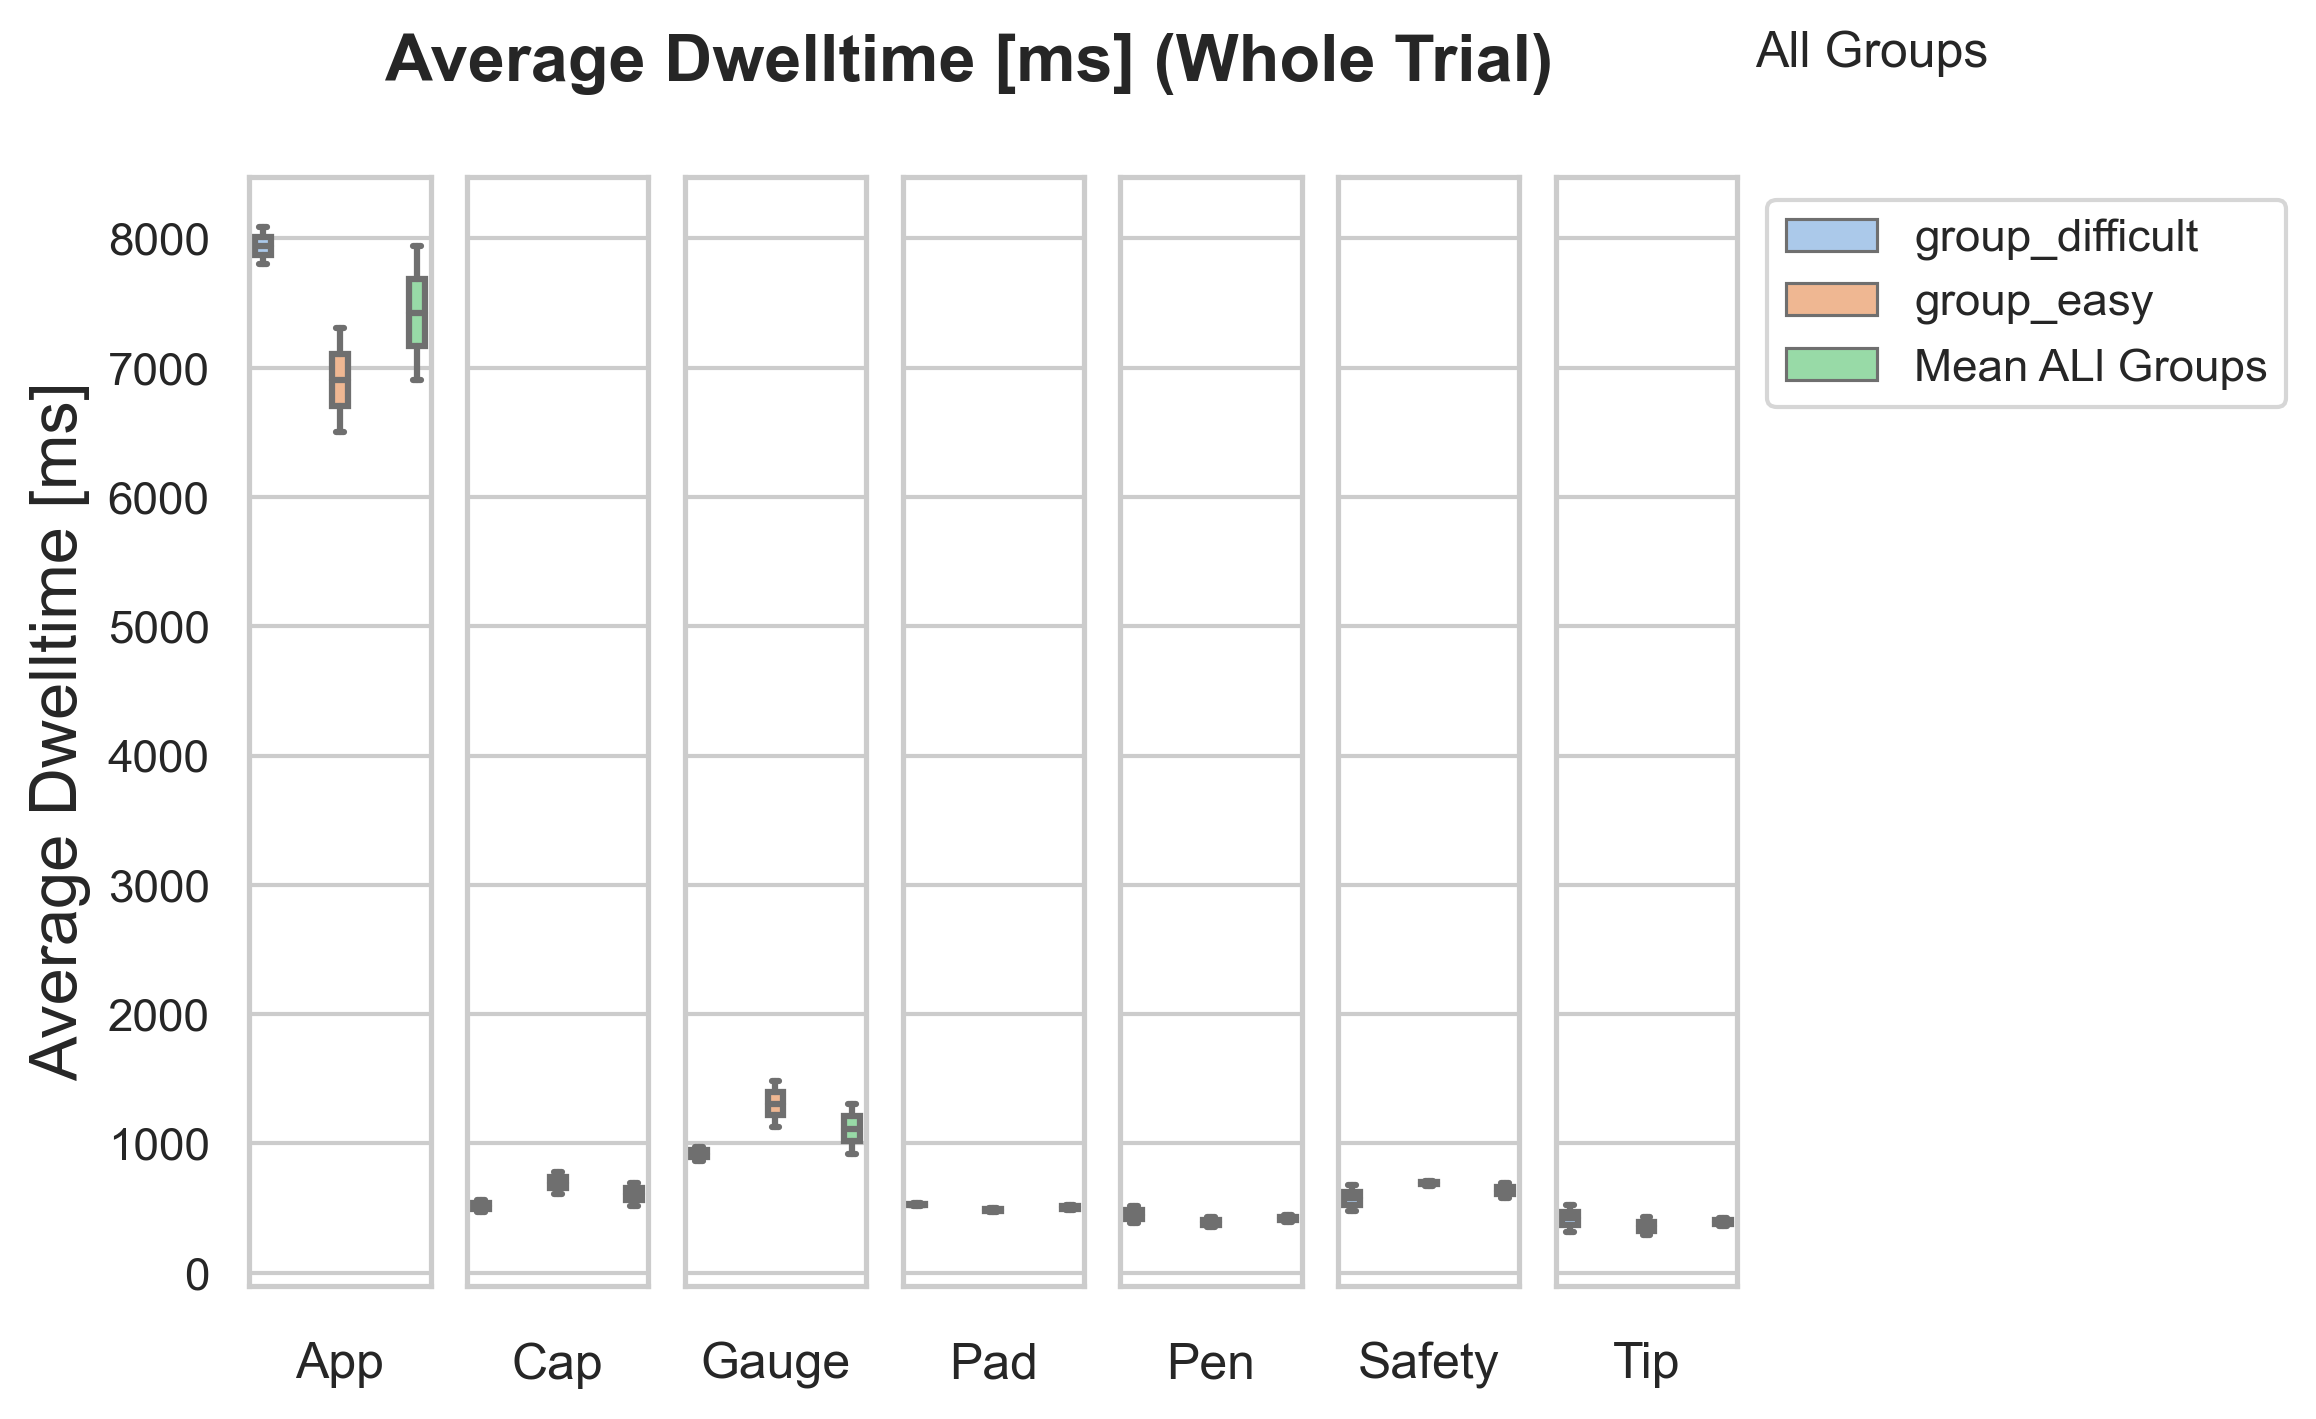 Average Dwelltime [ms] (Whole Trial)
All Groups
group_difficult
group_easy
Mean ALl Groups
Average Dwelltime [ms]
8000
7000
6000
5000
4000
3000
2000
1000
0
App Cap Gauge Pad Pen Safety Tip